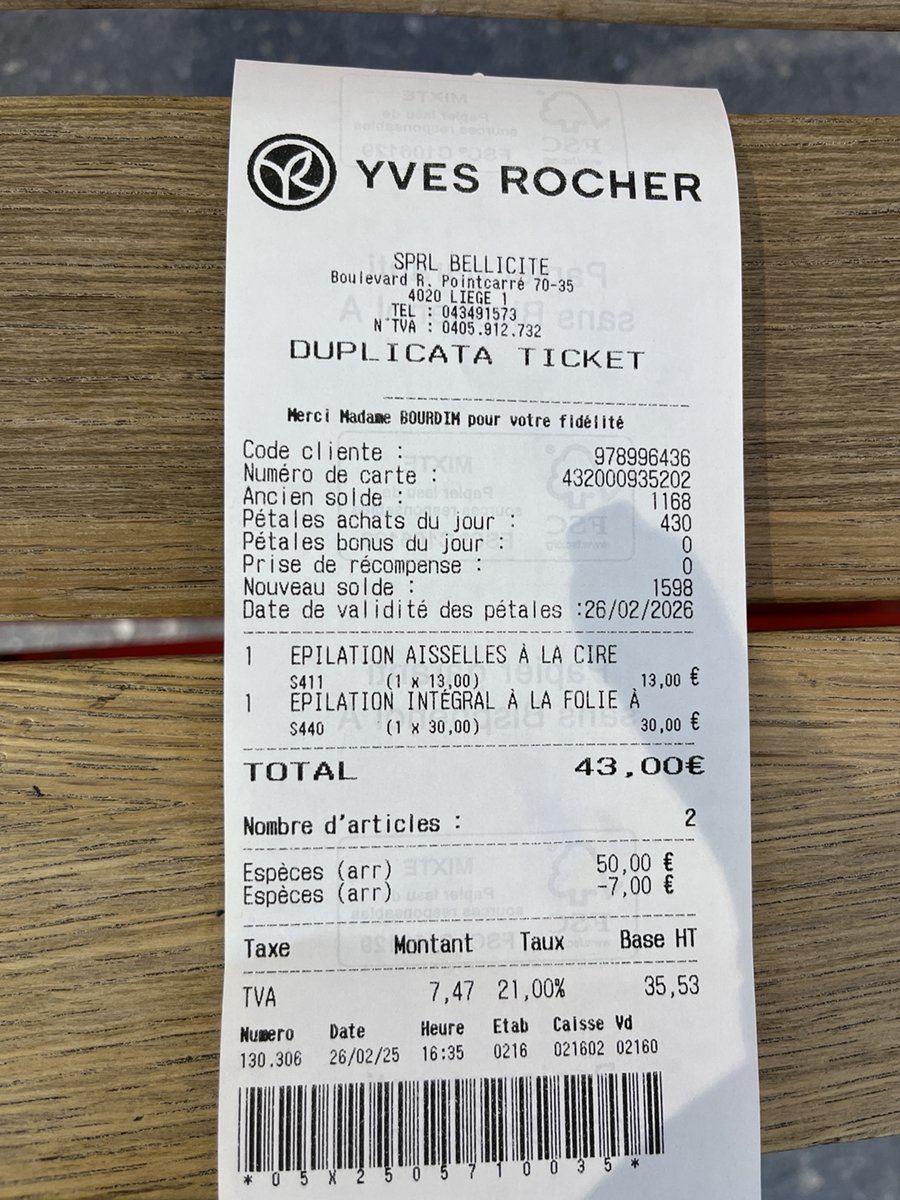 YVES ROCHER
SPRL BELLICITE
Boulevard R. Pointcarré 70-35
4020 LIEGE 1
TEL : 043491573
N°TVA : 0405.912.732
DUPLICATA TICKET
Merci Madame BOURDIM pour votre fidélité
Code cliente : 978996436
Numéro de carte : 432000935202
Ancien solde : 1168
Pétales achats du jour : 430
Pétales bonus du jour : 0
Prise de récompense : 0
Nouveau solde : 1598
Date de validité des pétales :26/02/2026
1 EPILATION AISSELLES À LA CIRE
S411 (1 x 13,00) 13,00 €
1 EPILATION INTÉGRAL À LA FOLIE À
S440 (1 x 30,00) 30,00 €
TOTAL 43,00€
Nombre d'articles : 2
Espèces (arr) 50,00 €
Espèces (arr) -7,00 €
Taxe Montant Taux Base HT
TVA 7,47 21,00% 35,53
Numero Date Heure Etab Caisse Vd
130.306 26/02/25 16:35 0216 021602 02160
*05X2505710035*